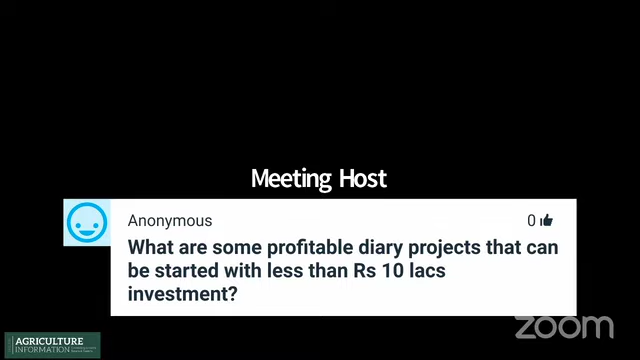 Meeting Host
Anonymous
0
What are some profitable diary projects that can
be started with less than Rs 10 lacs
investment?
zoom
AGRICULTURE
INFORMATION